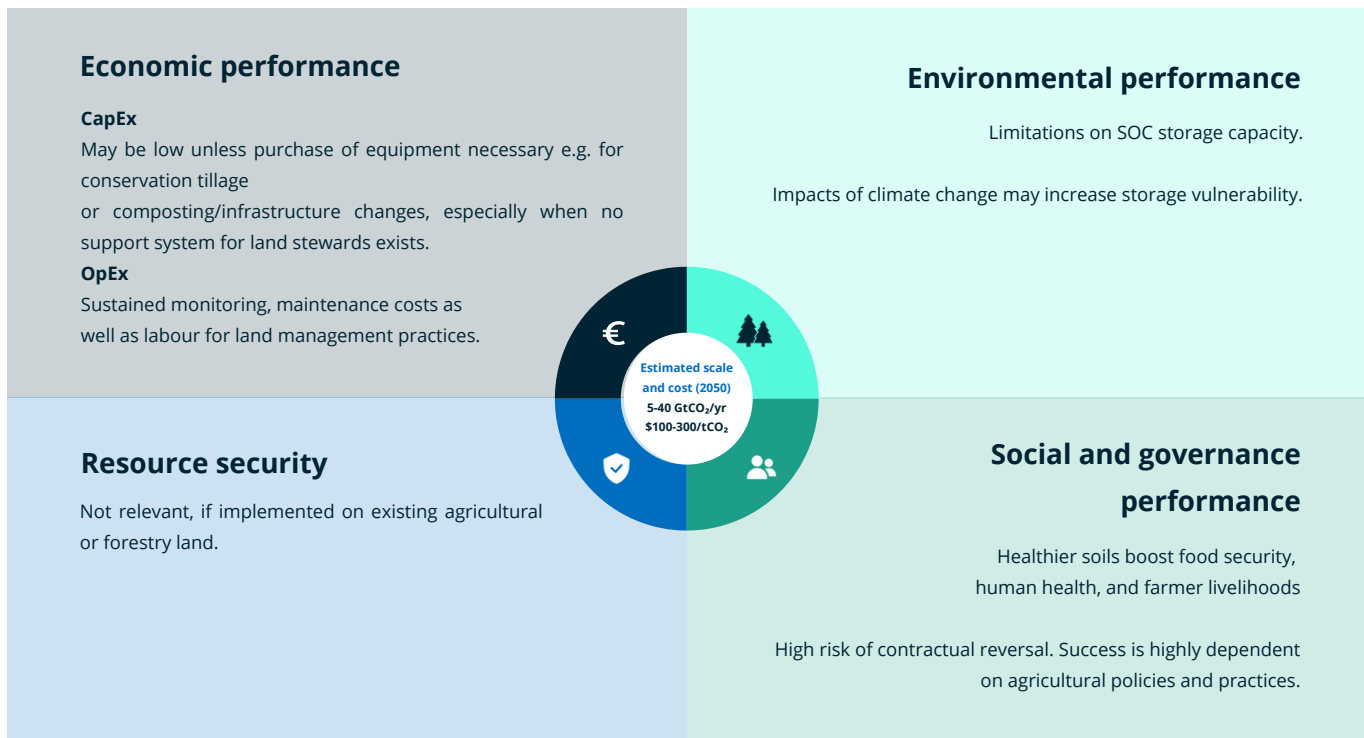 Economic performance
CapEx
May be low unless purchase of equipment necessary e.g. for
conservation tillage
or composting/infrastructure changes, especially when no
support system for land stewards exists.
OpEx
Sustained monitoring, maintenance costs as
well as labour for land management practices.
Environmental performance
Limitations on SOC storage capacity.
Impacts of climate change may increase storage vulnerability.
€
Estimated scale
and cost (2050)
5-40 GtCO₂/yr
$100-300/tCO₂
Resource security
Not relevant, if implemented on existing agricultural
or forestry land.
Social and governance
performance
Healthier soils boost food security,
human health, and farmer livelihoods
High risk of contractual reversal. Success is highly dependent
on agricultural policies and practices.